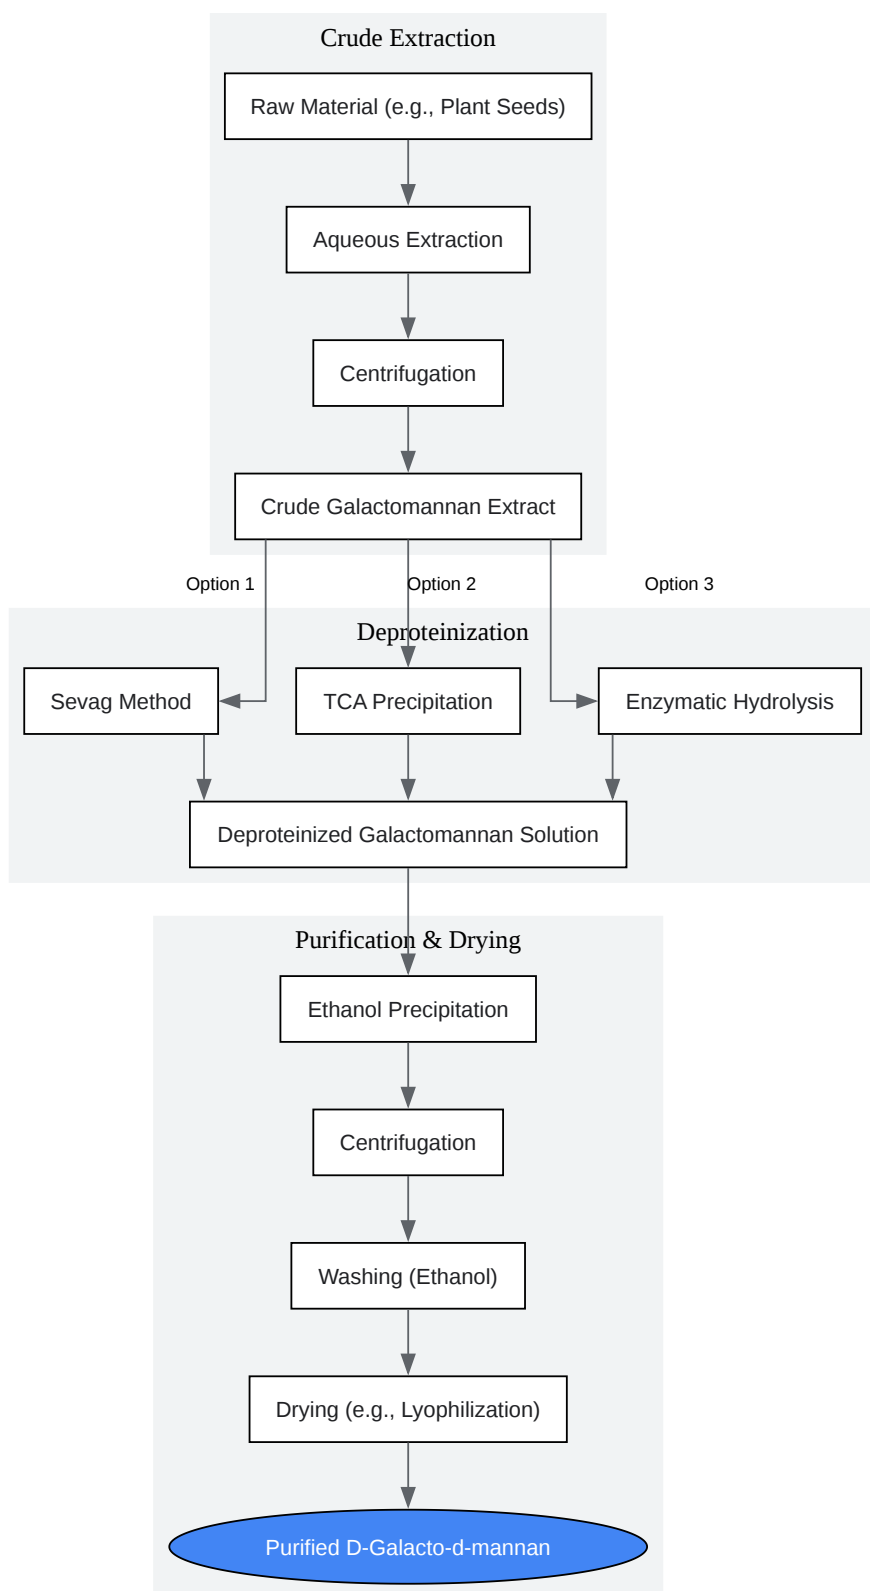 Crude Extraction
Raw Material (e.g., Plant Seeds)
Aqueous Extraction
Centrifugation
Crude Galactomannan Extract
Option 1
Option 2
Option 3
Deproteinization
Sevag Method
TCA Precipitation
Enzymatic Hydrolysis
Deproteinized Galactomannan Solution
Purification & Drying
Ethanol Precipitation
Centrifugation
Washing (Ethanol)
Drying (e.g., Lyophilization)
Purified D-Galacto-d-mannan